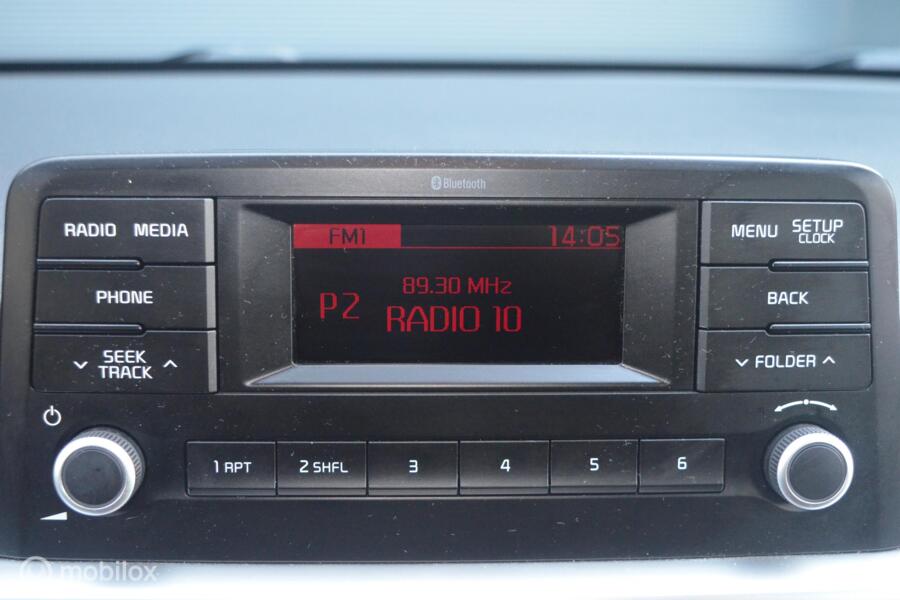 Bluetooth
RADIO MEDIA
FM1 14:05
MENU SETUP
CLOCK
PHONE
89.30 MHz
P2
RADIO 10
BACK
SEEK
TRACK
FOLDER
1 RPT
2 SHFL
3
4
5
6
mobilox